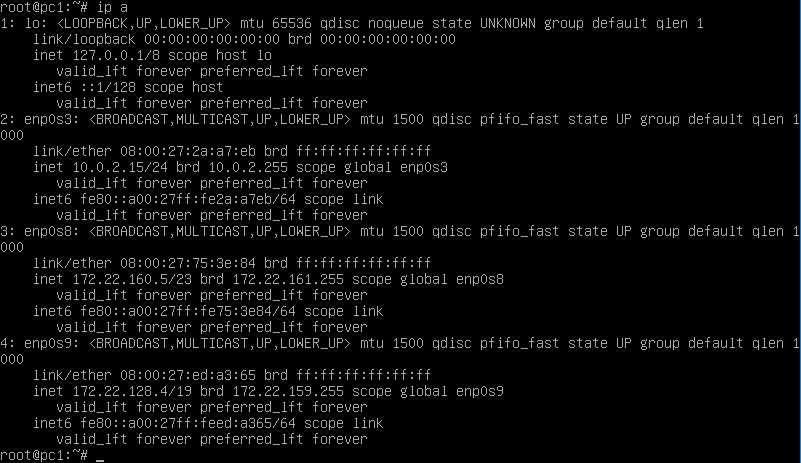 root@pc1:~# ip a
1: lo: <LOOPBACK,UP,LOWER_UP> mtu 65536 qdisc noqueue state UNKNOWN group default qlen 1
    link/loopback 00:00:00:00:00:00 brd 00:00:00:00:00:00
    inet 127.0.0.1/8 scope host lo
       valid_lft forever preferred_lft forever
    inet6 ::1/128 scope host
       valid_lft forever preferred_lft forever
2: enp0s3: <BROADCAST,MULTICAST,UP,LOWER_UP> mtu 1500 qdisc pfifo_fast state UP group default qlen 1
000
    link/ether 08:00:27:2a:a7:eb brd ff:ff:ff:ff:ff:ff
    inet 10.0.2.15/24 brd 10.0.2.255 scope global enp0s3
       valid_lft forever preferred_lft forever
    inet6 fe80::a00:27ff:fe2a:a7eb/64 scope link
       valid_lft forever preferred_lft forever
3: enp0s8: <BROADCAST,MULTICAST,UP,LOWER_UP> mtu 1500 qdisc pfifo_fast state UP group default qlen 1
000
    link/ether 08:00:27:75:3e:84 brd ff:ff:ff:ff:ff:ff
    inet 172.22.160.5/23 brd 172.22.161.255 scope global enp0s8
       valid_lft forever preferred_lft forever
    inet6 fe80::a00:27ff:fe75:3e84/64 scope link
       valid_lft forever preferred_lft forever
4: enp0s9: <BROADCAST,MULTICAST,UP,LOWER_UP> mtu 1500 qdisc pfifo_fast state UP group default qlen 1
000
    link/ether 08:00:27:ed:a3:65 brd ff:ff:ff:ff:ff:ff
    inet 172.22.128.4/19 brd 172.22.159.255 scope global enp0s9
       valid_lft forever preferred_lft forever
    inet6 fe80::a00:27ff:feed:a365/64 scope link
       valid_lft forever preferred_lft forever
root@pc1:~# _